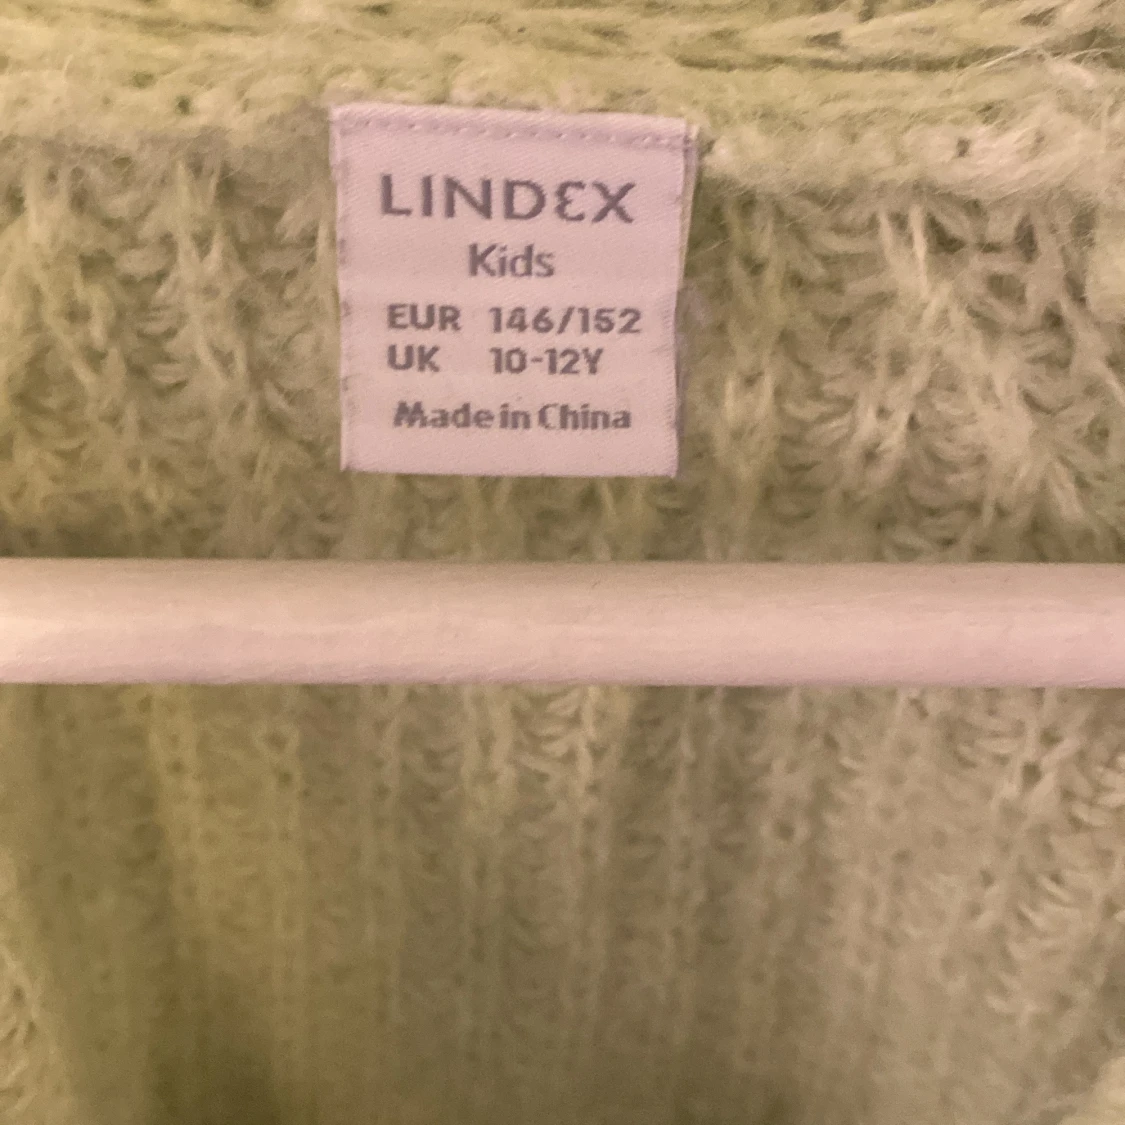 LINDEX
Kids
EUR 146/152
UK 10-12Y
Made in China